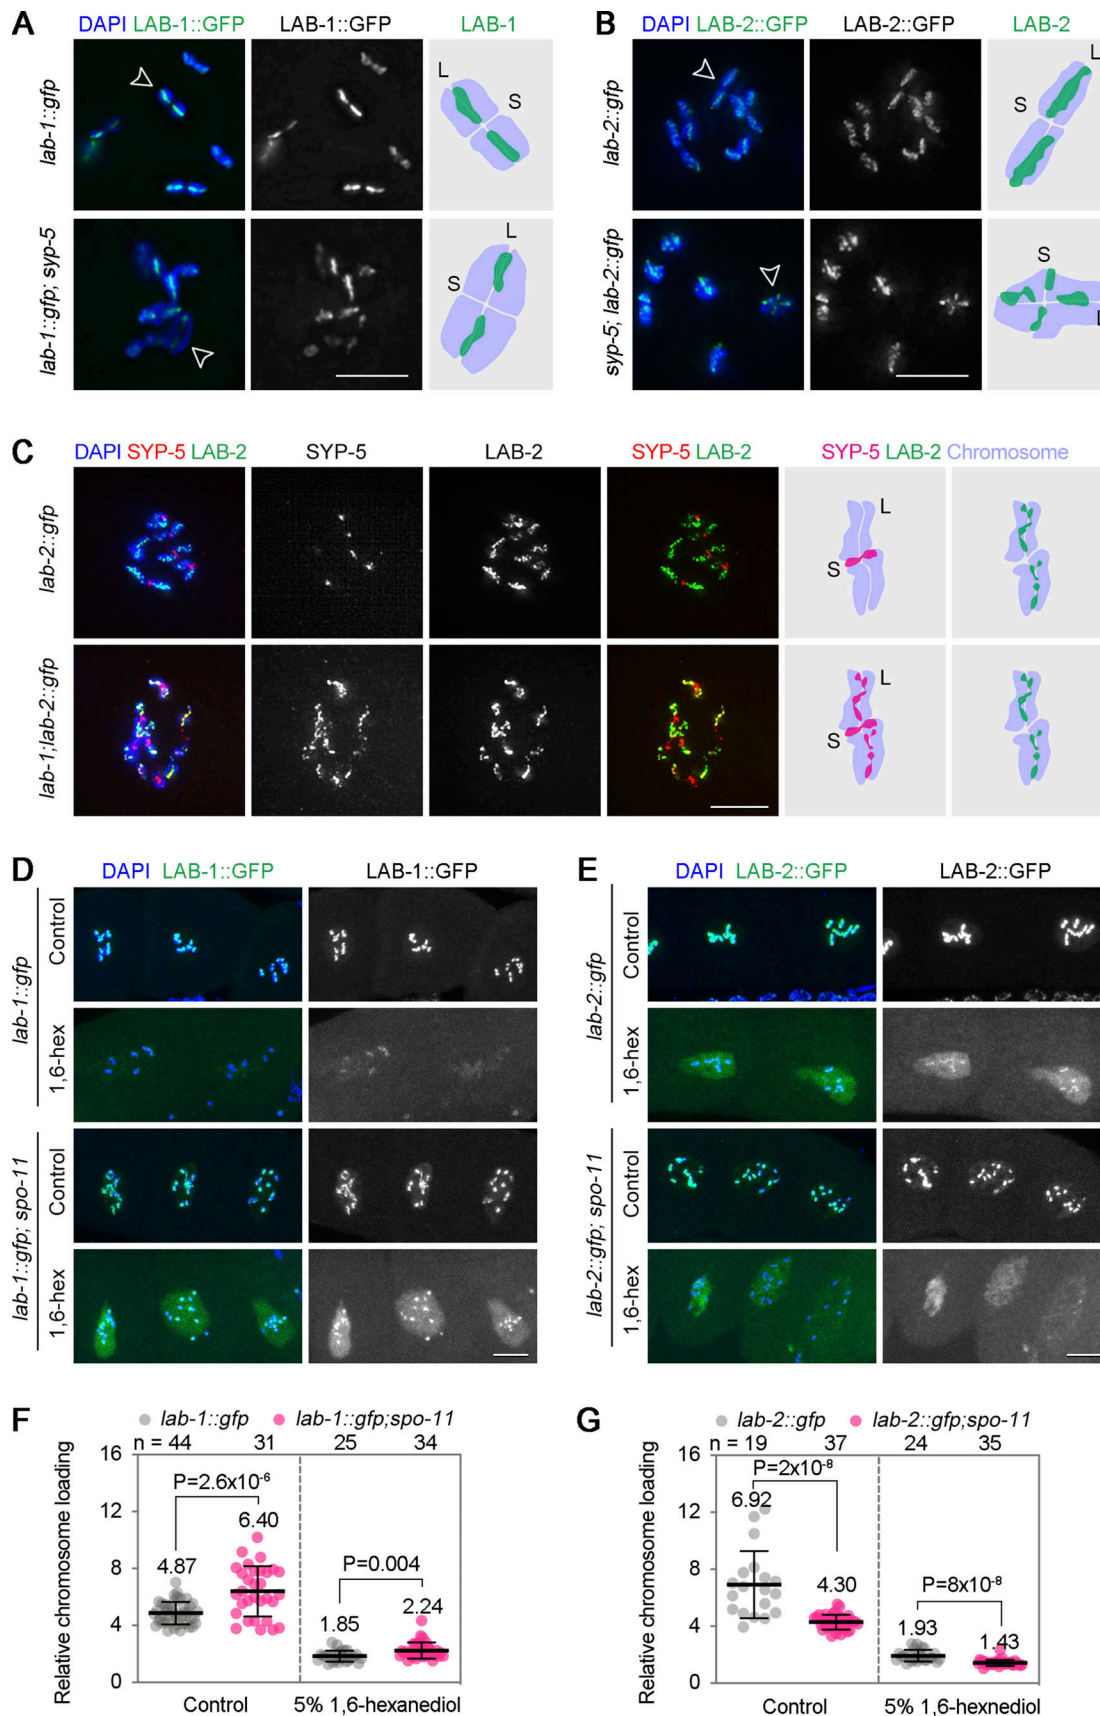 A
DAPI LAB-1::GFP
LAB-1::GFP
LAB-1
lab-1::gfp
L
S
lab-1::gfp; syp-5
L
S
B
DAPI LAB-2::GFP
LAB-2::GFP
LAB-2
lab-2::gfp
L
S
syp-5; lab-2::gfp
S
L
C
DAPI SYP-5 LAB-2
SYP-5
LAB-2
SYP-5 LAB-2
SYP-5 LAB-2 Chromosome
lab-2::gfp
L
S
lab-1;lab-2::gfp
L
S
D
DAPI LAB-1::GFP
LAB-1::GFP
lab-1::gfp
Control
1,6-hex
lab-1::gfp; spo-11
Control
1,6-hex
E
DAPI LAB-2::GFP
LAB-2::GFP
lab-2::gfp
Control
1,6-hex
lab-2::gfp; spo-11
Control
1,6-hex
F
lab-1::gfp lab-1::gfp;spo-11
n = 44 31 25 34
Relative chromosome loading
16
12
8
4
0
P=2.6x10-6
4.87
6.40
P=0.004
1.85
2.24
Control
5% 1,6-hexanediol
G
lab-2::gfp lab-2::gfp;spo-11
n = 19 37 24 35
Relative chromosome loading
16
12
8
4
0
P=2x10-8
6.92
4.30
P=8x10-8
1.93
1.43
Control
5% 1,6-hexnediol